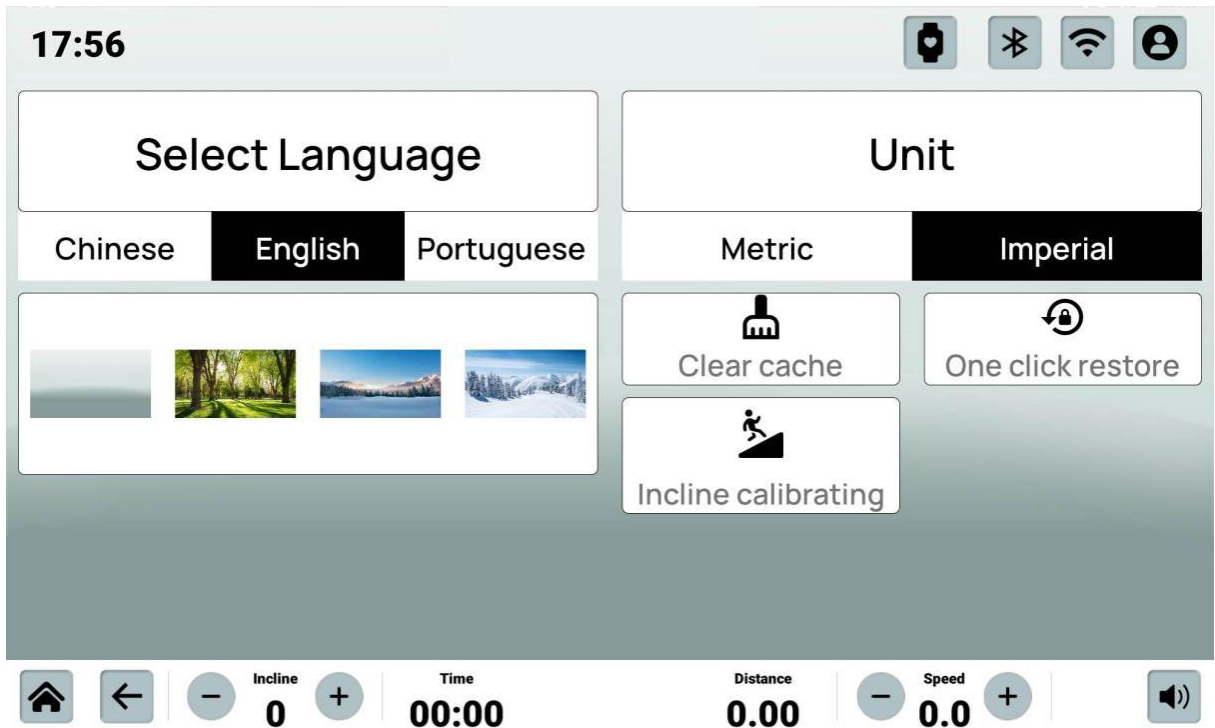 17:56
Select Language
Chinese English Portuguese
Unit
Metric Imperial
Clear cache
One click restore
Incline calibrating
Incline
0
Time
00:00
Distance
0.00
Speed
0.0